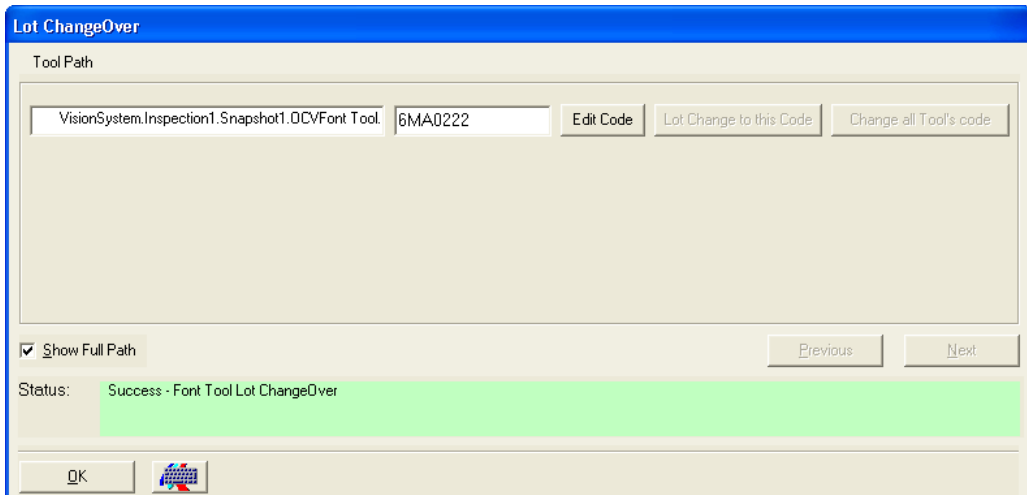 Lot ChangeOver
Tool Path
VisionSystem.Inspection1.Snapshot1.OCVFont Tool. 6MA0222 Edit Code Lot Change to this Code Change all Tool's code
Show Full Path Previous Next
Status: Success - Font Tool Lot ChangeOver
OK